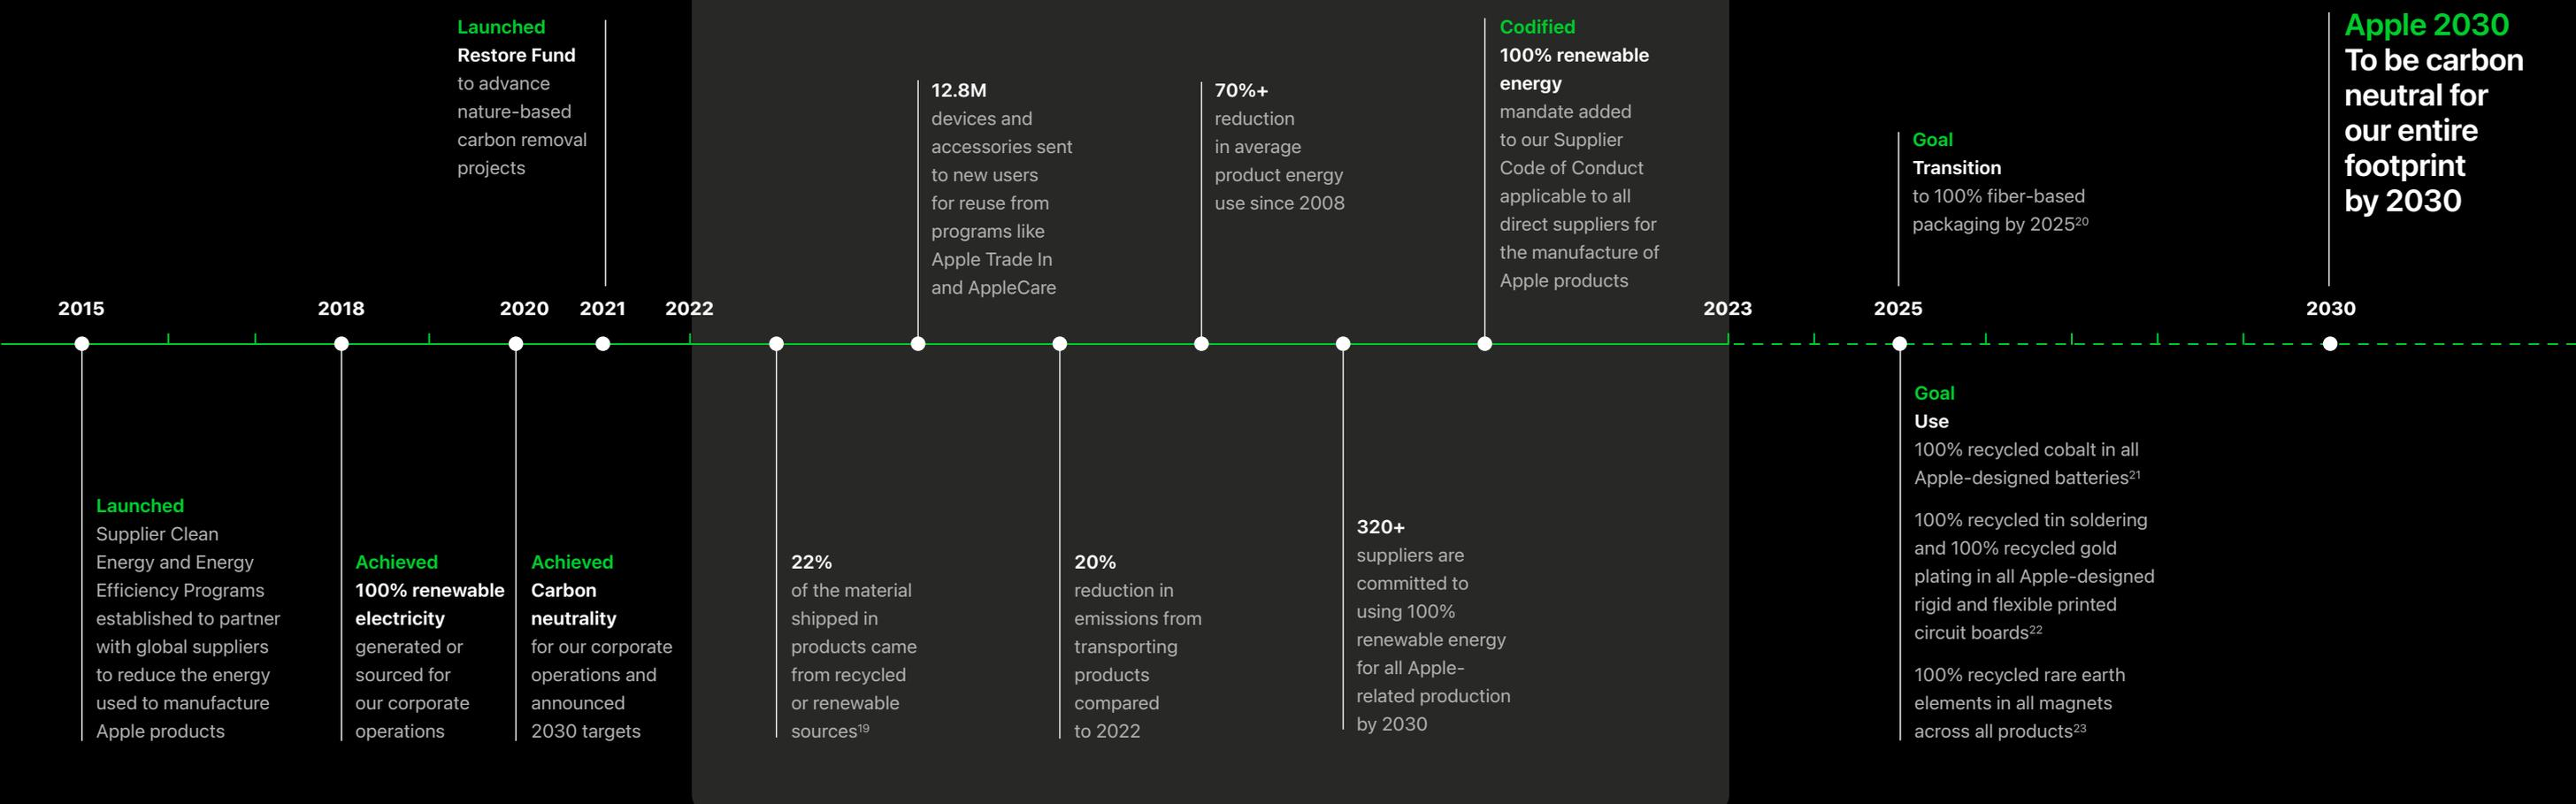 Launched
Restore Fund
to advance
nature-based
carbon removal
projects
12.8M
devices and
accessories sent
to new users
for reuse from
programs like
Apple Trade In
and AppleCare
70%+
reduction
in average
product energy
use since 2008
Codified
100% renewable
energy
mandate added
to our Supplier
Code of Conduct
applicable to all
direct suppliers for
the manufacture of
Apple products
Goal
Transition
to 100% fiber-based
packaging by 2025²⁰
Apple 2030
To be carbon
neutral for
our entire
footprint
by 2030
2015
2018
2020
2021
2022
2023
2025
2030
Launched
Supplier Clean
Energy and Energy
Efficiency Programs
established to partner
with global suppliers
to reduce the energy
used to manufacture
Apple products
Achieved
100% renewable
electricity
generated or
sourced for
our corporate
operations
Achieved
Carbon
neutrality
for our corporate
operations and
announced
2030 targets
22%
of the material
shipped in
products came
from recycled
or renewable
sources¹⁹
20%
reduction in
emissions from
transporting
products
compared
to 2022
320+
suppliers are
committed to
using 100%
renewable energy
for all Apple-
related production
by 2030
Goal
Use
100% recycled cobalt in all
Apple-designed batteries²¹
100% recycled tin soldering
and 100% recycled gold
plating in all Apple-designed
rigid and flexible printed
circuit boards²²
100% recycled rare earth
elements in all magnets
across all products²³